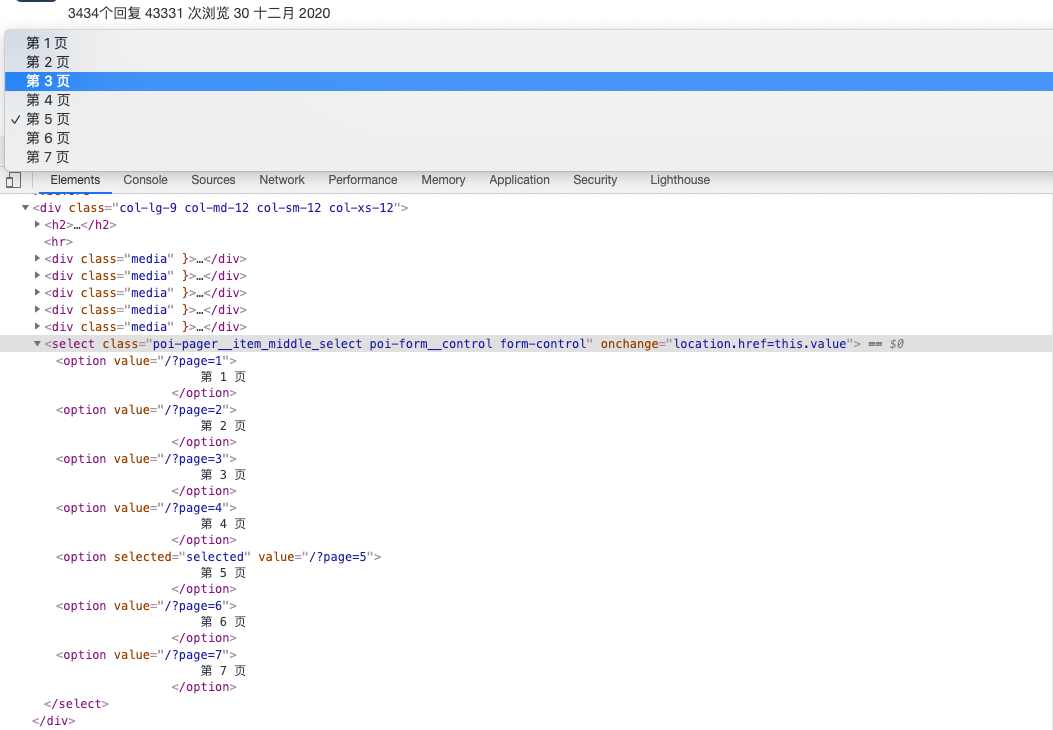 3434个回复 43331 次浏览 30 十二月 2020
第 1 页
第 2 页
第 3 页
第 4 页
✓ 第 5 页
第 6 页
第 7 页
Elements Console Sources Network Performance Memory Application Security Lighthouse
<div class="col-lg-9 col-md-12 col-sm-12 col-xs-12">
<h2>…</h2>
<hr>
<div class="media" }>…</div>
<div class="media" }>…</div>
<div class="media" }>…</div>
<div class="media" }>…</div>
<div class="media" }>…</div>
<select class="poi-pager__item_middle_select poi-form__control form-control" onchange="location.href=this.value"> == $0
<option value="/?page=1">
第 1 页
</option>
<option value="/?page=2">
第 2 页
</option>
<option value="/?page=3">
第 3 页
</option>
<option value="/?page=4">
第 4 页
</option>
<option selected="selected" value="/?page=5">
第 5 页
</option>
<option value="/?page=6">
第 6 页
</option>
<option value="/?page=7">
第 7 页
</option>
</select>
</div>